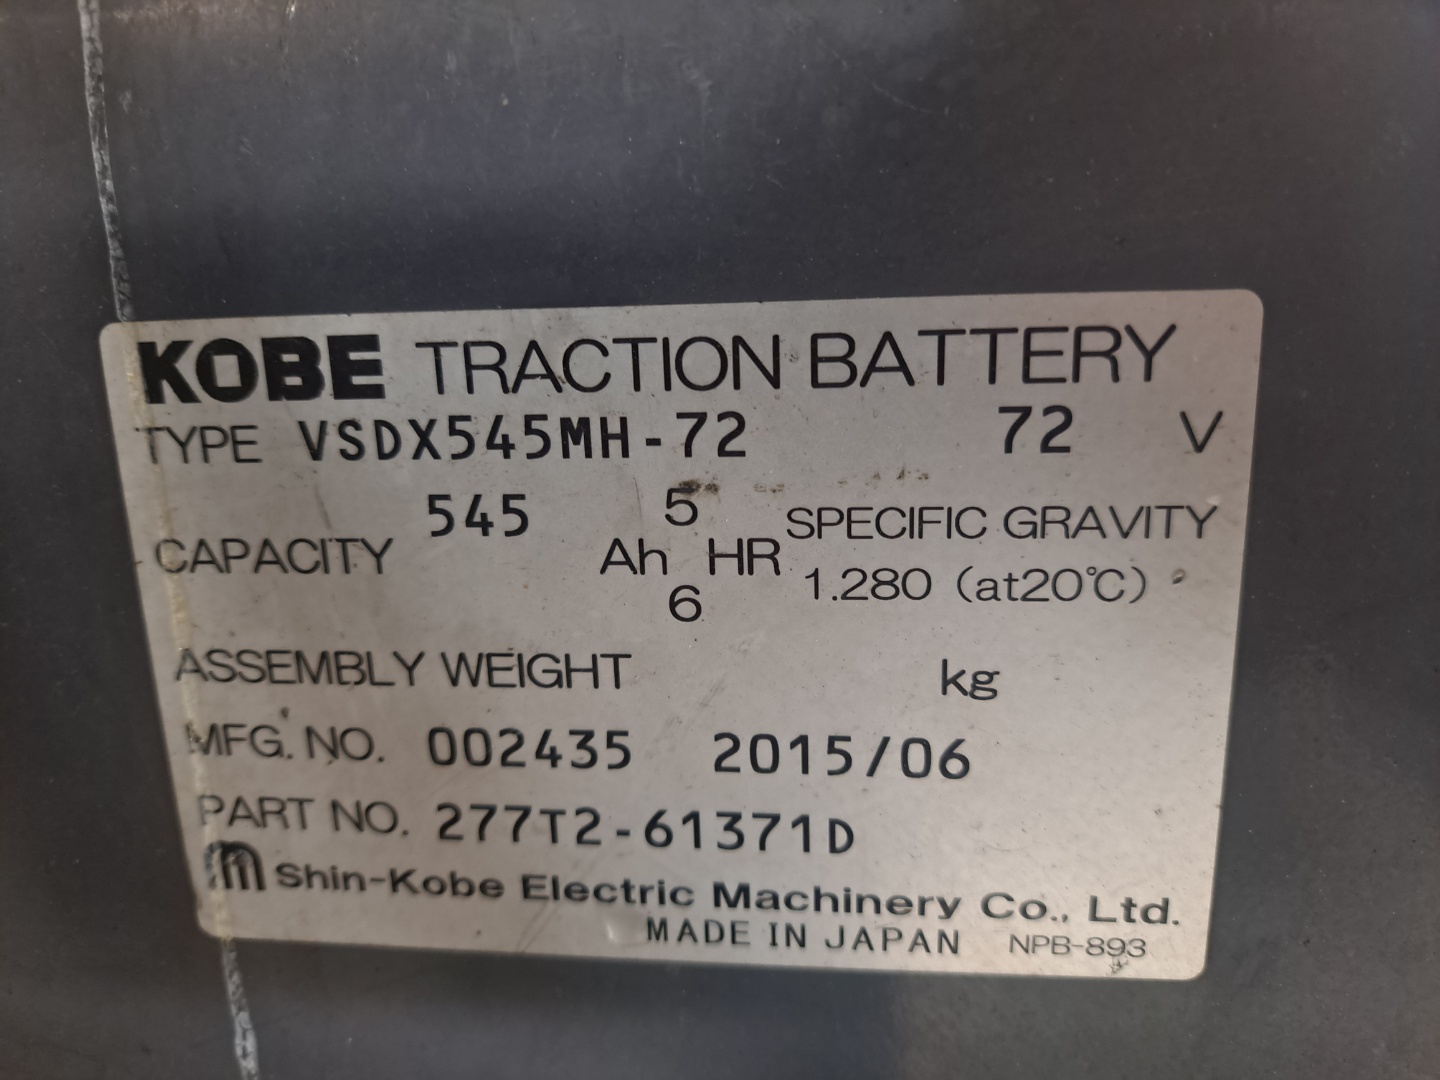 KOBE TRACTION BATTERY
TYPE VSDX545MH-72 72 V
545 5
CAPACITY Ah HR SPECIFIC GRAVITY
6 1.280 (at20℃)
ASSEMBLY WEIGHT kg
MFG. NO. 002435 2015/06
PART NO. 277T2-61371D
Shin-Kobe Electric Machinery Co., Ltd.
MADE IN JAPAN NPB-893